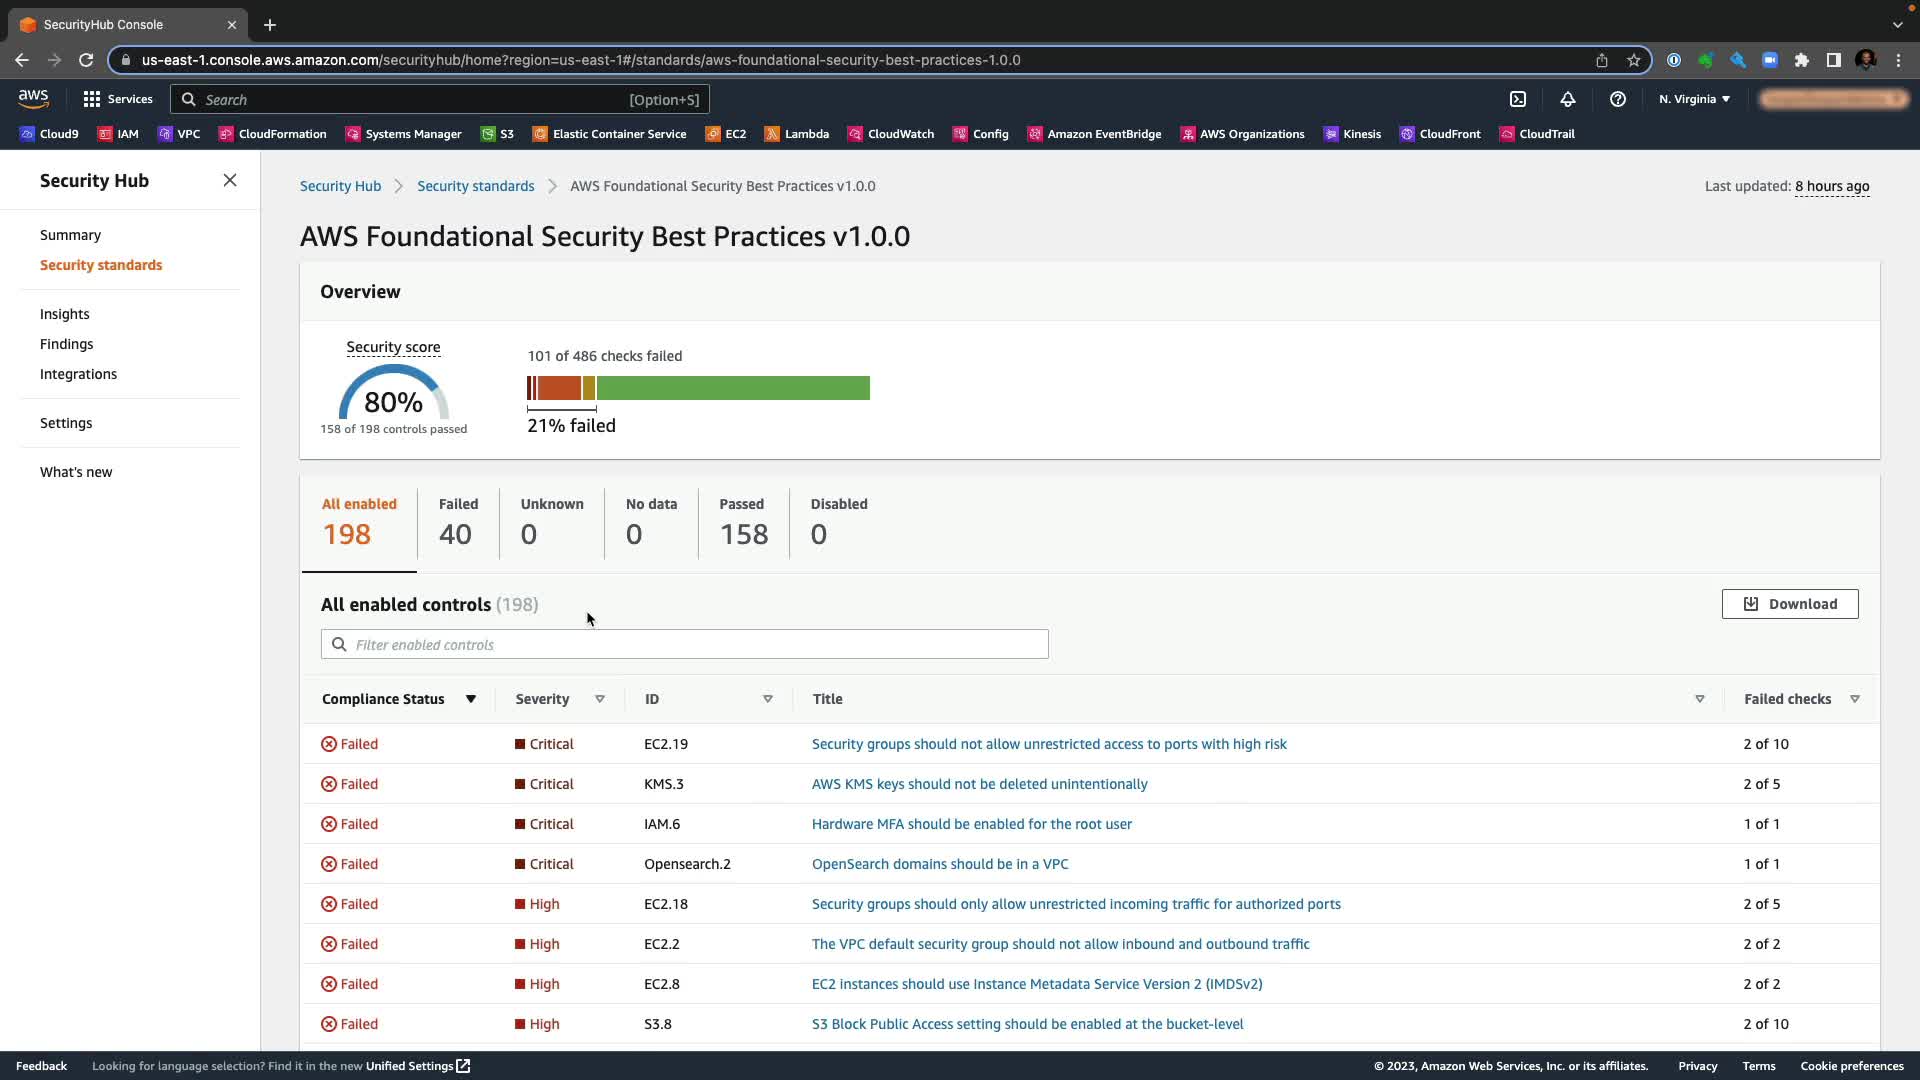 SecurityHub Console
us-east-1.console.aws.amazon.com/securityhub/home?region=us-east-1#/standards/aws-foundational-security-best-practices-1.0.0
aws Services Search [Option+S] N. Virginia
Cloud9 IAM VPC CloudFormation Systems Manager S3 Elastic Container Service EC2 Lambda CloudWatch Config Amazon EventBridge AWS Organizations Kinesis CloudFront CloudTrail
Security Hub
Summary
Security standards
Insights
Findings
Integrations
Settings
What's new
Security Hub Security standards AWS Foundational Security Best Practices v1.0.0 Last updated: 8 hours ago
AWS Foundational Security Best Practices v1.0.0
Overview
Security score
80%
158 of 198 controls passed
101 of 486 checks failed
21% failed
All enabled Failed Unknown No data Passed Disabled
198 40 0 0 158 0
All enabled controls (198) Download
Filter enabled controls
Compliance Status Severity ID Title Failed checks
Failed Critical EC2.19 Security groups should not allow unrestricted access to ports with high risk 2 of 10
Failed Critical KMS.3 AWS KMS keys should not be deleted unintentionally 2 of 5
Failed Critical IAM.6 Hardware MFA should be enabled for the root user 1 of 1
Failed Critical Opensearch.2 OpenSearch domains should be in a VPC 1 of 1
Failed High EC2.18 Security groups should only allow unrestricted incoming traffic for authorized ports 2 of 5
Failed High EC2.2 The VPC default security group should not allow inbound and outbound traffic 2 of 2
Failed High EC2.8 EC2 instances should use Instance Metadata Service Version 2 (IMDSv2) 2 of 2
Failed High S3.8 S3 Block Public Access setting should be enabled at the bucket-level 2 of 10
Feedback Looking for language selection? Find it in the new Unified Settings © 2023, Amazon Web Services, Inc. or its affiliates. Privacy Terms Cookie preferences